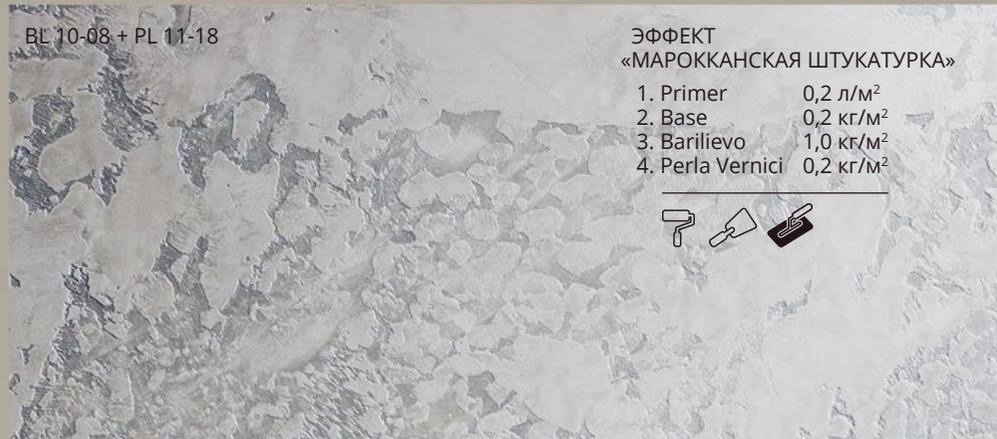 BL 10-08 + PL 11-18
ЭФФЕКТ
«МАРОККАНСКАЯ ШТУКАТУРКА»
1. Primer 0,2 л/м²
2. Base 0,2 кг/м²
3. Barilievo 1,0 кг/м²
4. Perla Vernici 0,2 кг/м²